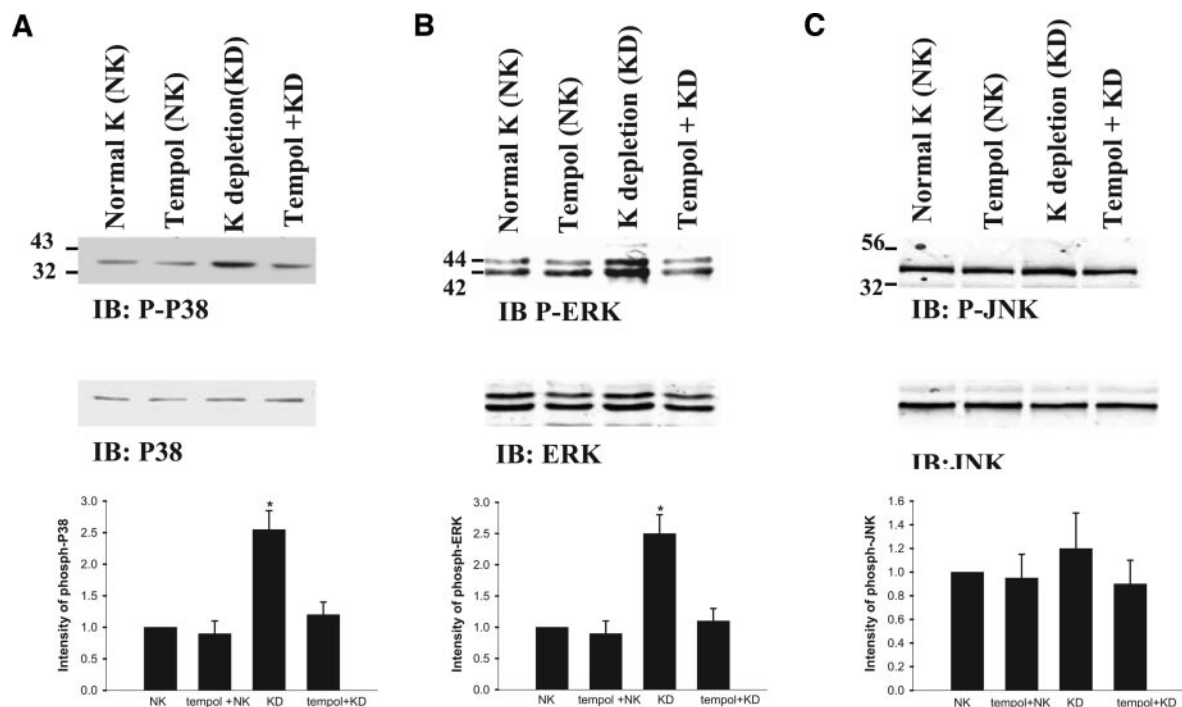 A
Normal K (NK)
Tempol (NK)
K depletion(KD)
Tempol +KD
43
32
IB: P-P38
IB: P38
Intensity of phosph-P38
3.0
2.5
2.0
1.5
1.0
0.5
0.0
NK
tempol +NK
KD
tempol+KD
*
B
Normal K (NK)
Tempol (NK)
K depletion (KD)
Tempol + KD
44
42
IB P-ERK
IB: ERK
Intensity of phosph-ERK
3.0
2.5
2.0
1.5
1.0
0.5
0.0
NK
tempol +NK
KD
tempol+KD
*
C
Normal K (NK)
Tempol (NK)
K depletion (KD)
Tempol + KD
56
32
IB: P-JNK
IB:JNK
Intensity of phosph-JNK
1.6
1.4
1.2
1.0
0.8
0.6
0.4
0.2
0.0
NK
tempol+NK
KD
tempol+KD